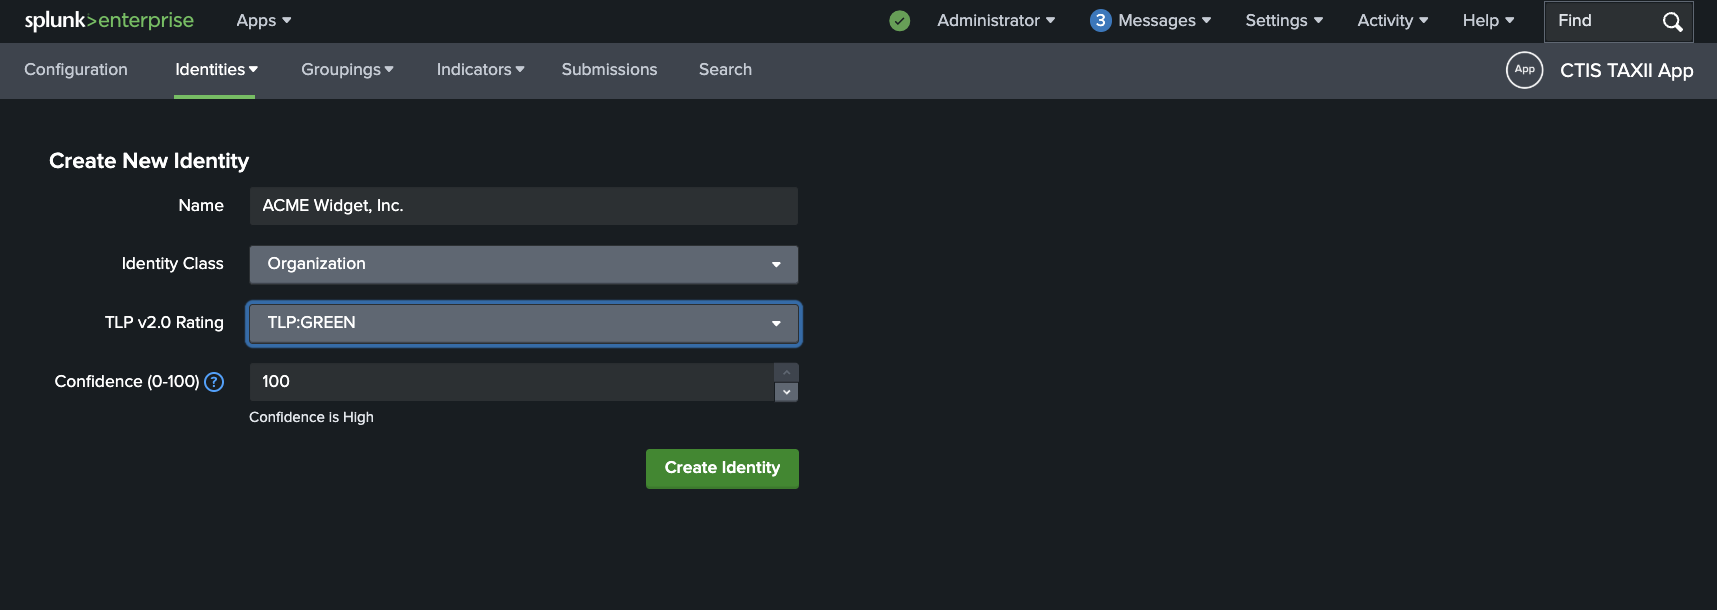 splunk>enterprise Apps Administrator 3 Messages Settings Activity Help Find
Configuration Identities Groupings Indicators Submissions Search App CTIS TAXII App
Create New Identity
Name ACME Widget, Inc.
Identity Class Organization
TLP v2.0 Rating TLP:GREEN
Confidence (0-100) ? 100
Confidence is High
Create Identity